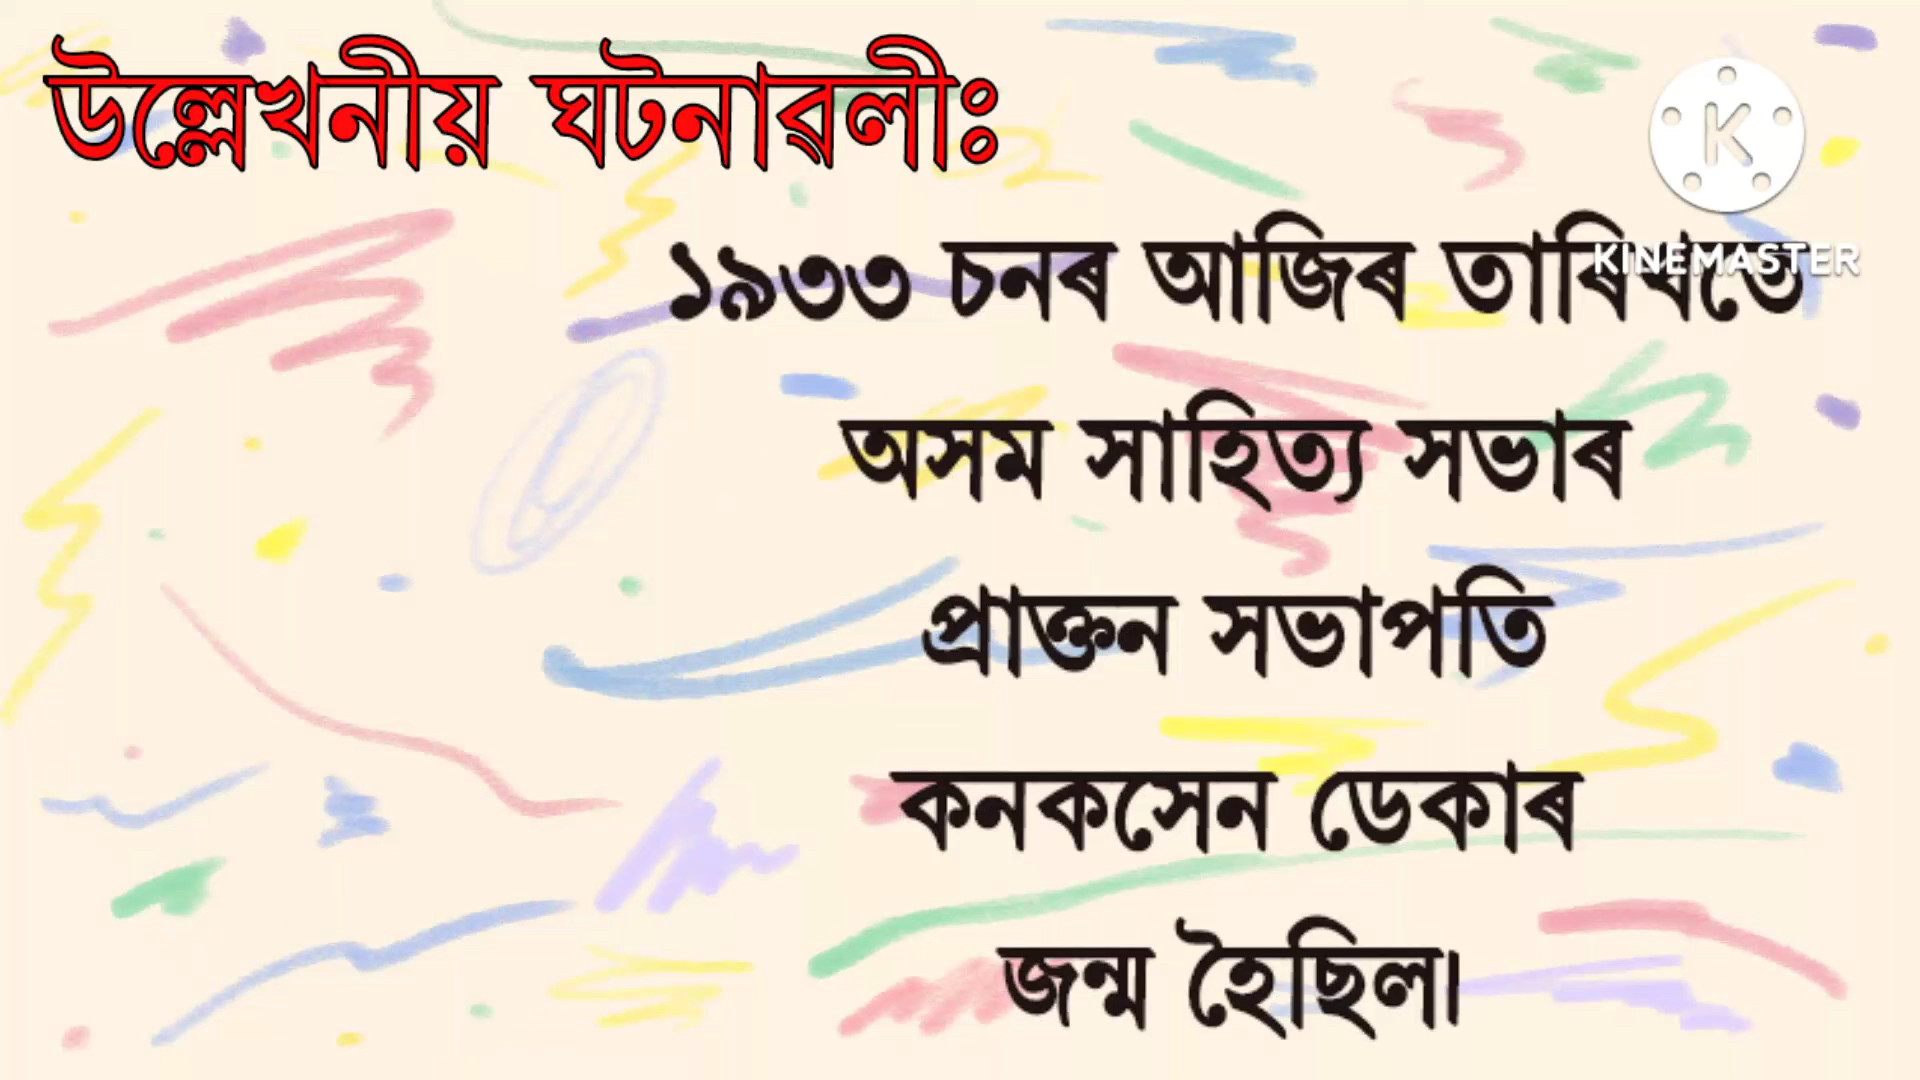 উল্লেখনীয় ঘটনাৱলীঃ
K
KINEMASTER
১৯৩৩ চনৰ আজিৰ তাৰিখতে
অসম সাহিত্য সভাৰ
প্ৰাক্তন সভাপতি
কনকসেন ডেকাৰ
জন্ম হৈছিল।